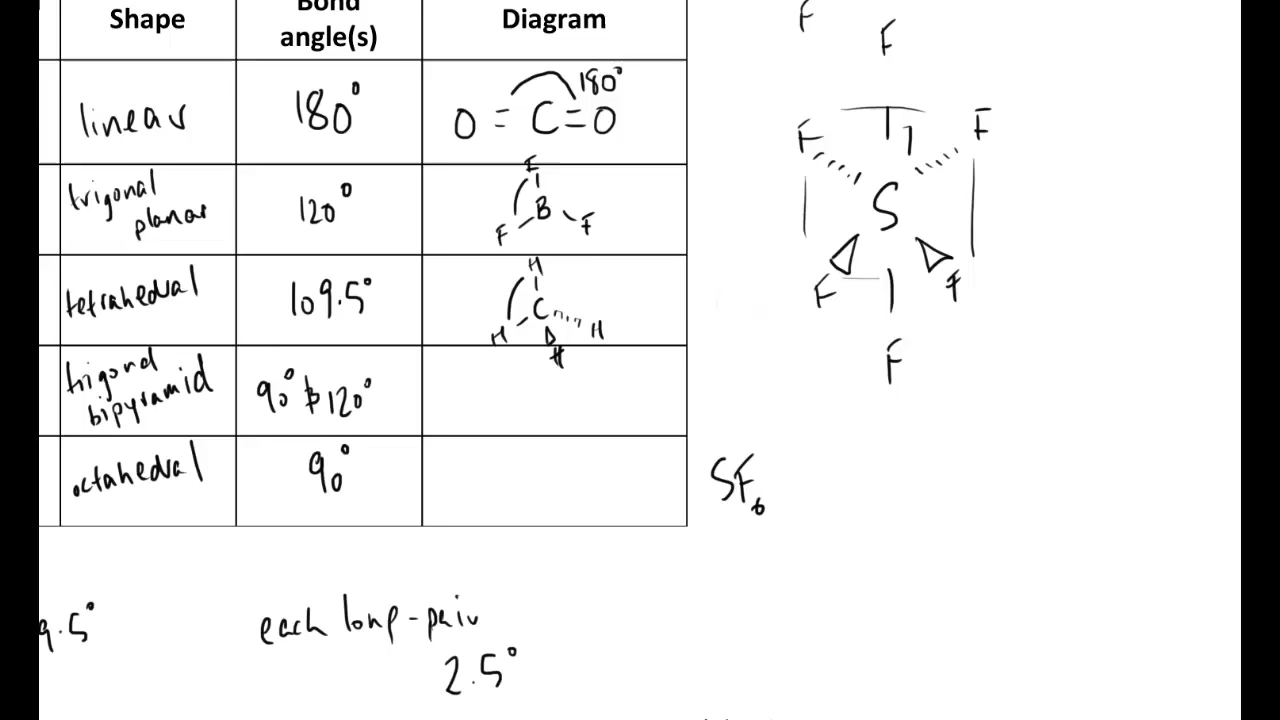 Shape
Bond angle(s)
Diagram
linear
180°
180°
O = C = O
trigonal planar
120°
F
B
F
F
tetrahedral
109.5°
H
C
H
H
H
trigonal bipyramid
90° & 120°
octahedral
90°
F
F
F
F
S
F
F
F
SF6
9.5°
each lone-pair
2.5°